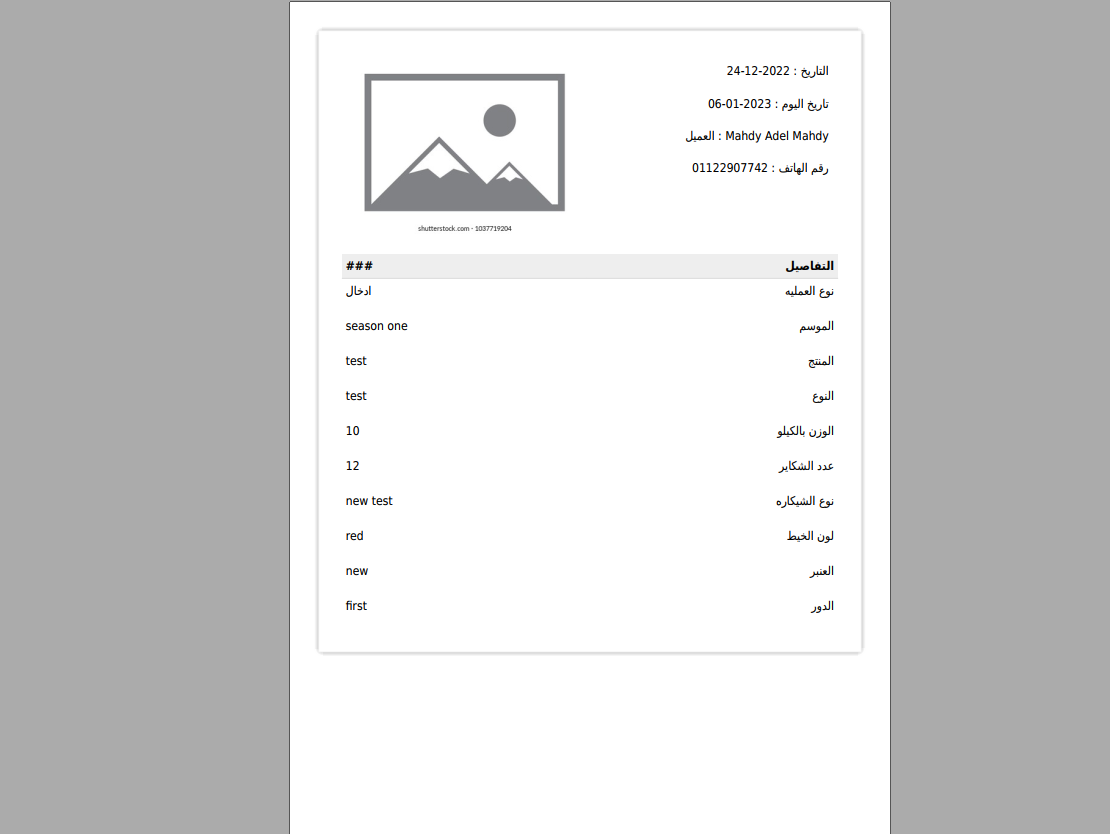 التاريخ : 24-12-2022
تاريخ اليوم : 06-01-2023
العميل : Mahdy Adel Mahdy
رقم الهاتف : 01122907742
shutterstock.com · 1037719204
التفاصيل ###
نوع العمليه ادخال
الموسم season one
المنتج test
النوع test
الوزن بالكيلو 10
عدد الشكاير 12
نوع الشيكاره new test
لون الخيط red
العنبر new
الدور first